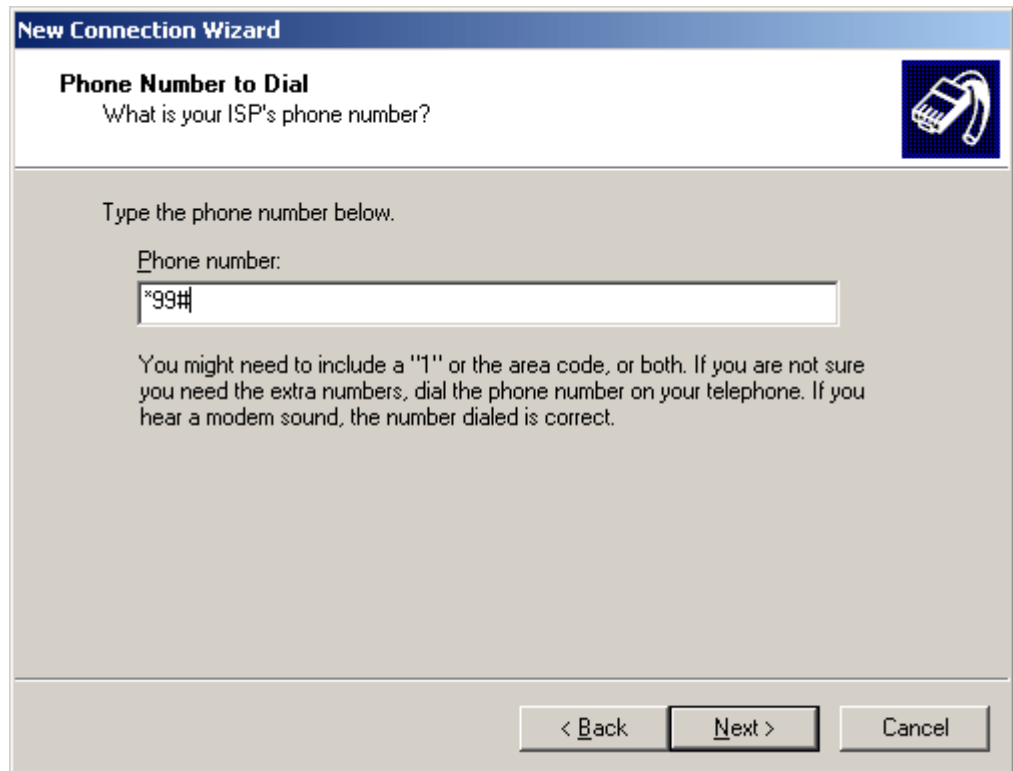 New Connection Wizard
Phone Number to Dial
What is your ISP's phone number?
Type the phone number below.
Phone number:
*99#
You might need to include a "1" or the area code, or both. If you are not sure
you need the extra numbers, dial the phone number on your telephone. If you
hear a modem sound, the number dialed is correct.
< Back
Next >
Cancel